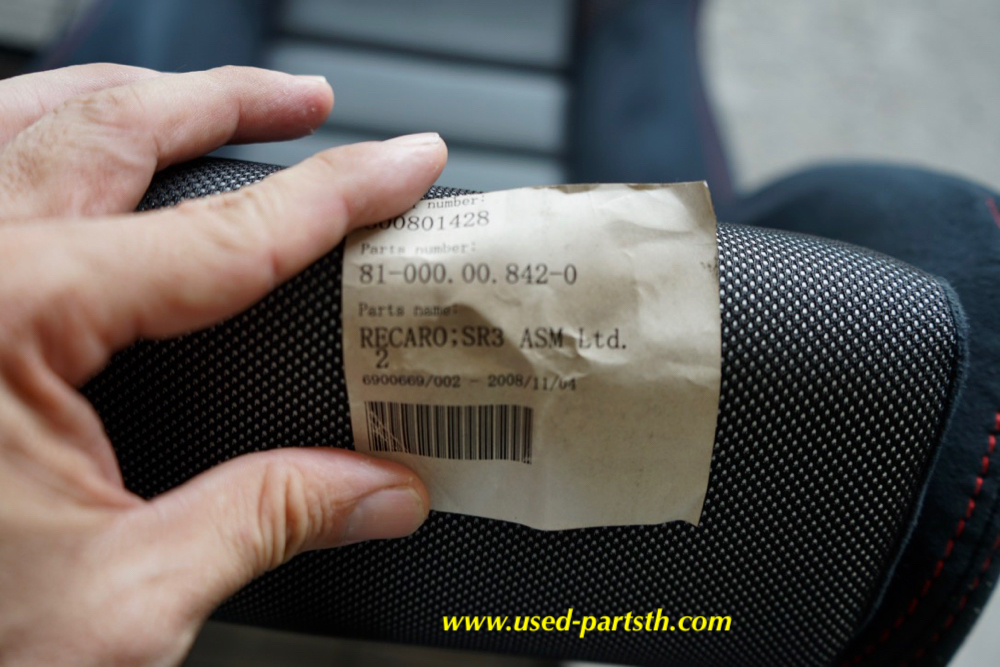 number:
00801428
Parts number:
81-000.00.842-0
Parts name:
RECARO;SR3 ASM Ltd.
2
6900669/002 - 2008/11/04
www.used-partsth.com